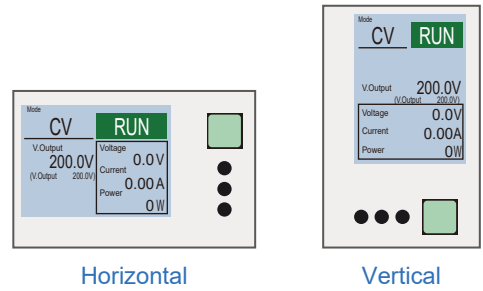 Mode
CV RUN
V.Output
200.0V
(V.Output 200.0V)
Voltage
0.0V
Current
0.00A
Power
0W
Horizontal
Mode
CV RUN
V.Output 200.0V
(V.Output 200.0V)
Voltage 0.0V
Current 0.00A
Power 0W
Vertical